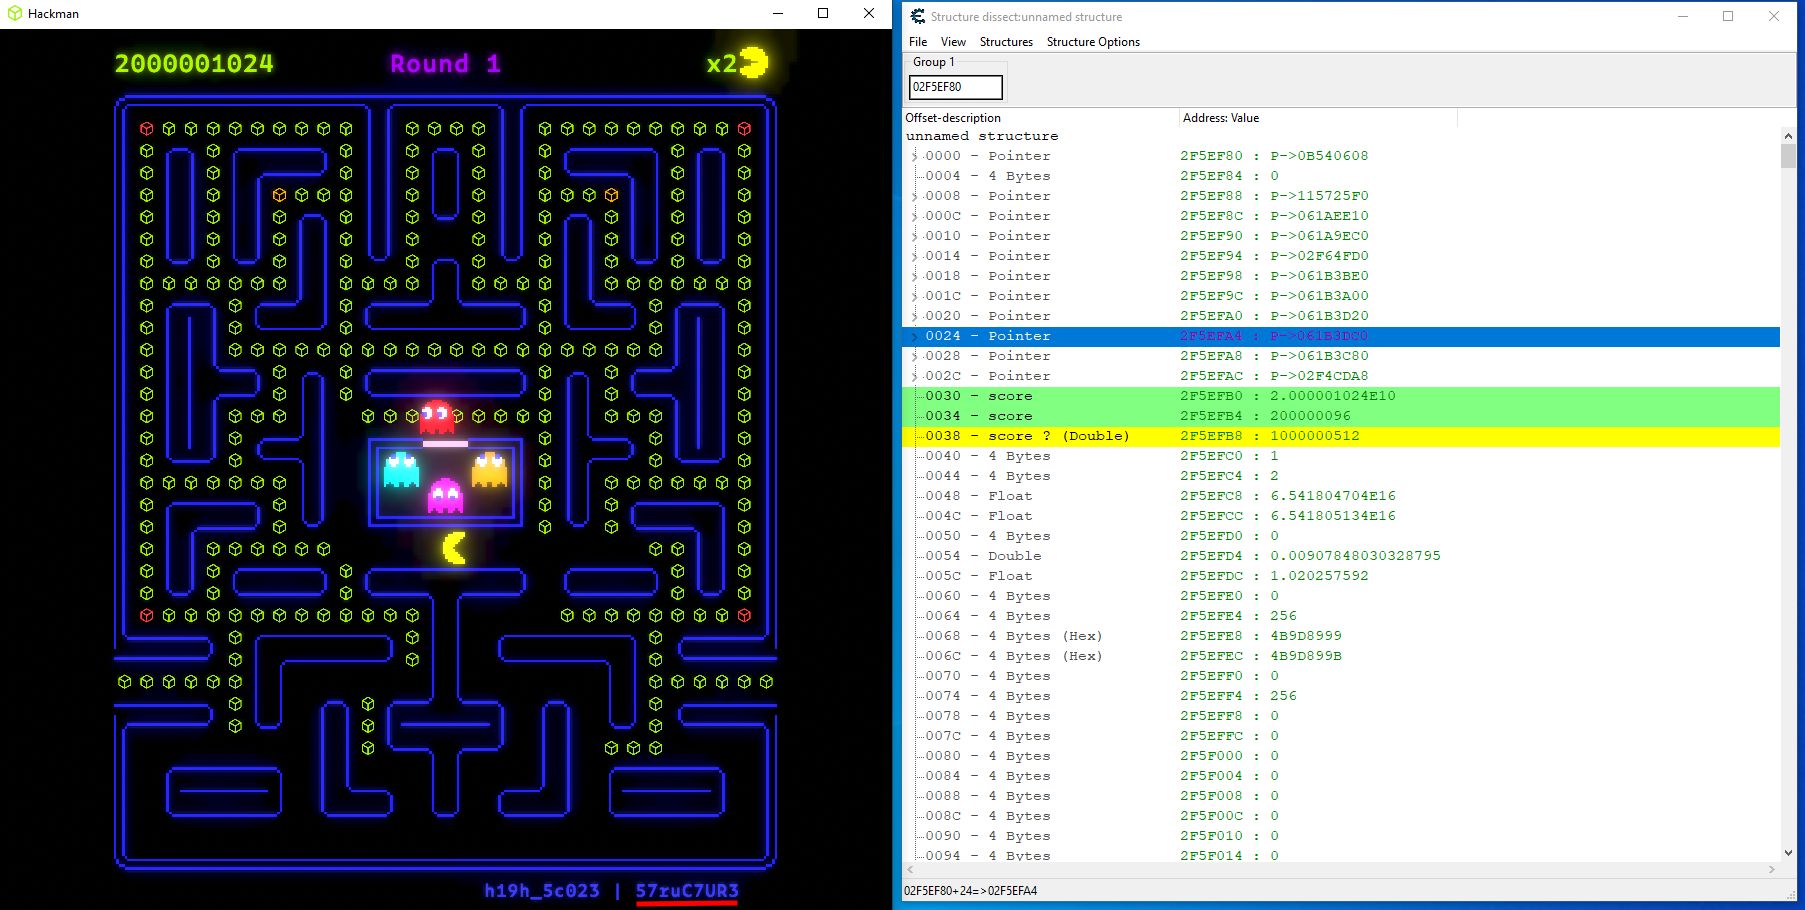 Hackman
2000001024 Round 1 x2
h19h_5c023 | 57ruC7UR3
Structure dissect:unnamed structure
File View Structures Structure Options
Group 1
02F5EF80
Offset-description Address: Value
unnamed structure
0000 - Pointer 2F5EF80 : P->0B540608
0004 - 4 Bytes 2F5EF84 : 0
0008 - Pointer 2F5EF88 : P->115725F0
000C - Pointer 2F5EF8C : P->061AEE10
0010 - Pointer 2F5EF90 : P->061A9EC0
0014 - Pointer 2F5EF94 : P->02F64FD0
0018 - Pointer 2F5EF98 : P->061B3BE0
001C - Pointer 2F5EF9C : P->061B3A00
0020 - Pointer 2F5EFA0 : P->061B3D20
0024 - Pointer 2F5EFA4 : P->061B3DC0
0028 - Pointer 2F5EFA8 : P->061B3C80
002C - Pointer 2F5EFAC : P->02F4CDA8
0030 - score 2F5EFB0 : 2.000001024E10
0034 - score 2F5EFB4 : 200000096
0038 - score ? (Double) 2F5EFB8 : 1000000512
0040 - 4 Bytes 2F5EFC0 : 1
0044 - 4 Bytes 2F5EFC4 : 2
0048 - Float 2F5EFC8 : 6.541804704E16
004C - Float 2F5EFCC : 6.541805134E16
0050 - 4 Bytes 2F5EFD0 : 0
0054 - Double 2F5EFD4 : 0.00907848030328795
005C - Float 2F5EFDC : 1.020257592
0060 - 4 Bytes 2F5EFE0 : 0
0064 - 4 Bytes 2F5EFE4 : 256
0068 - 4 Bytes (Hex) 2F5EFE8 : 4B9D8999
006C - 4 Bytes (Hex) 2F5EFEC : 4B9D899B
0070 - 4 Bytes 2F5EFF0 : 0
0074 - 4 Bytes 2F5EFF4 : 256
0078 - 4 Bytes 2F5EFF8 : 0
007C - 4 Bytes 2F5EFFC : 0
0080 - 4 Bytes 2F5F000 : 0
0084 - 4 Bytes 2F5F004 : 0
0088 - 4 Bytes 2F5F008 : 0
008C - 4 Bytes 2F5F00C : 0
0090 - 4 Bytes 2F5F010 : 0
0094 - 4 Bytes 2F5F014 : 0
02F5EF80+24=>02F5EFA4